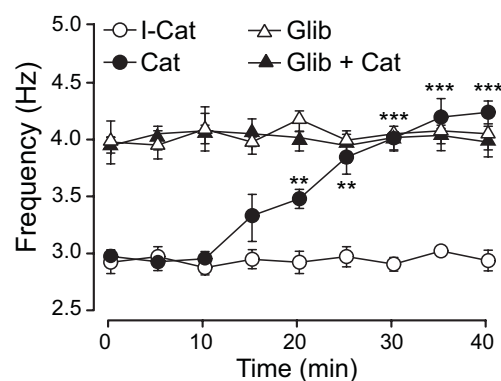 I-Cat Glib
Cat Glib + Cat
5.0
4.5
4.0
3.5
3.0
2.5
Frequency (Hz)
** ** *** *** ***
0 10 20 30 40
Time (min)